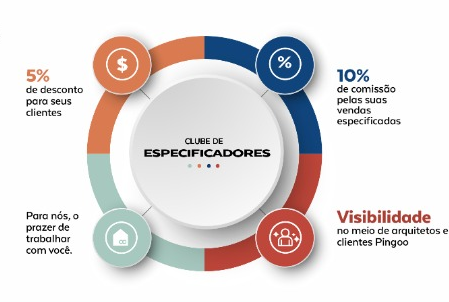 5%
de desconto
para seus
clientes
$
%
10%
de comissão
pelas suas
vendas
especificadas
CLUBE DE
ESPECIFICADORES
Para nós, o
prazer de
trabalhar
com você.
Visibilidade
no meio de arquitetos e
clientes Pingoo